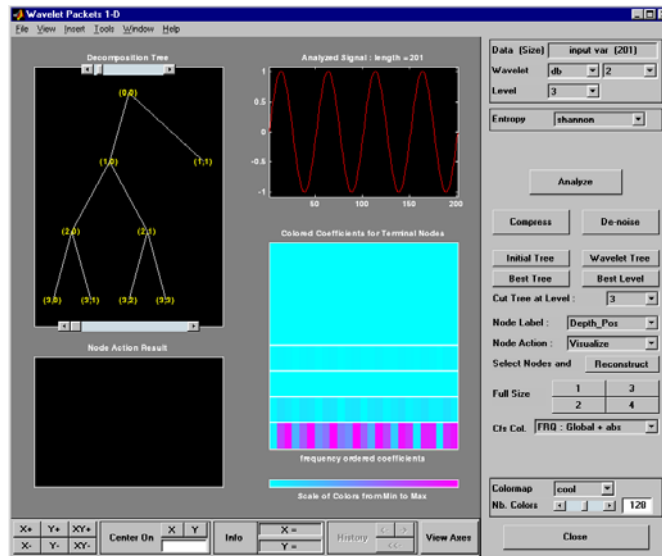 Wavelet Packets 1-D
File View Insert Tools Window Help
Decomposition Tree
(0,0)
(1,0) (1,1)
(2,0) (2,1)
(3,0) (3,1) (3,2) (3,3)
Node Action Result
Analyzed Signal : length = 201
1
0.5
0
-0.5
-1
50 100 150 200
Colored Coefficients for Terminal Nodes
frequency ordered coefficients
Scale of Colors from Min to Max
Data (Size) input var (201)
Wavelet db 2
Level 3
Entropy shannon
Analyze
Compress De-noise
Initial Tree Wavelet Tree
Best Tree Best Level
Cut Tree at Level : 3
Node Label : Depth_Pos
Node Action : Visualize
Select Nodes and Reconstruct
Full Size 1 3
2 4
Cfs Col. FRQ : Global + abs
Colormap cool
Nb. Colors 128
Close
X+ Y+ XY+
X- Y- XY-
Center On X Y
Info X =
Y =
History <- ->
<<-
View Axes